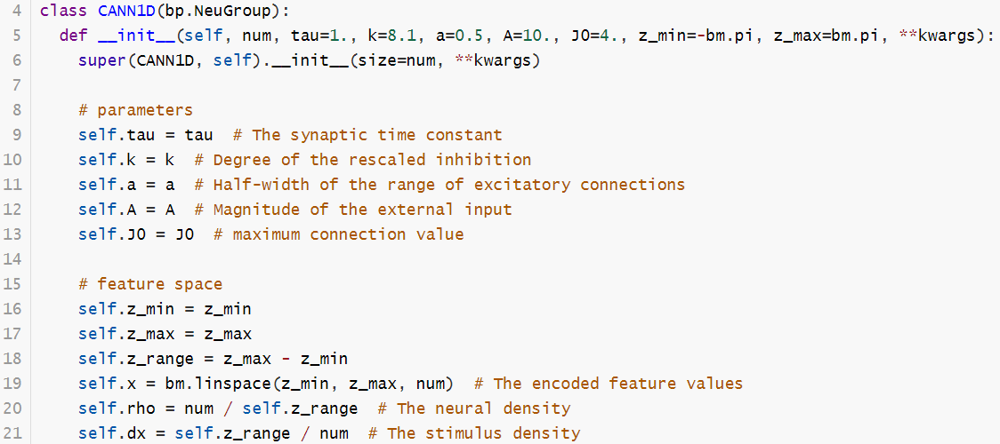 4 class CANN1D(bp.NeuGroup):
5   def __init__(self, num, tau=1., k=8.1, a=0.5, A=10., J0=4., z_min=-bm.pi, z_max=bm.pi, **kwargs):
6     super(CANN1D, self).__init__(size=num, **kwargs)
7
8     # parameters
9     self.tau = tau  # The synaptic time constant
10     self.k = k  # Degree of the rescaled inhibition
11     self.a = a  # Half-width of the range of excitatory connections
12     self.A = A  # Magnitude of the external input
13     self.J0 = J0  # maximum connection value
14
15     # feature space
16     self.z_min = z_min
17     self.z_max = z_max
18     self.z_range = z_max - z_min
19     self.x = bm.linspace(z_min, z_max, num)  # The encoded feature values
20     self.rho = num / self.z_range  # The neural density
21     self.dx = self.z_range / num  # The stimulus density